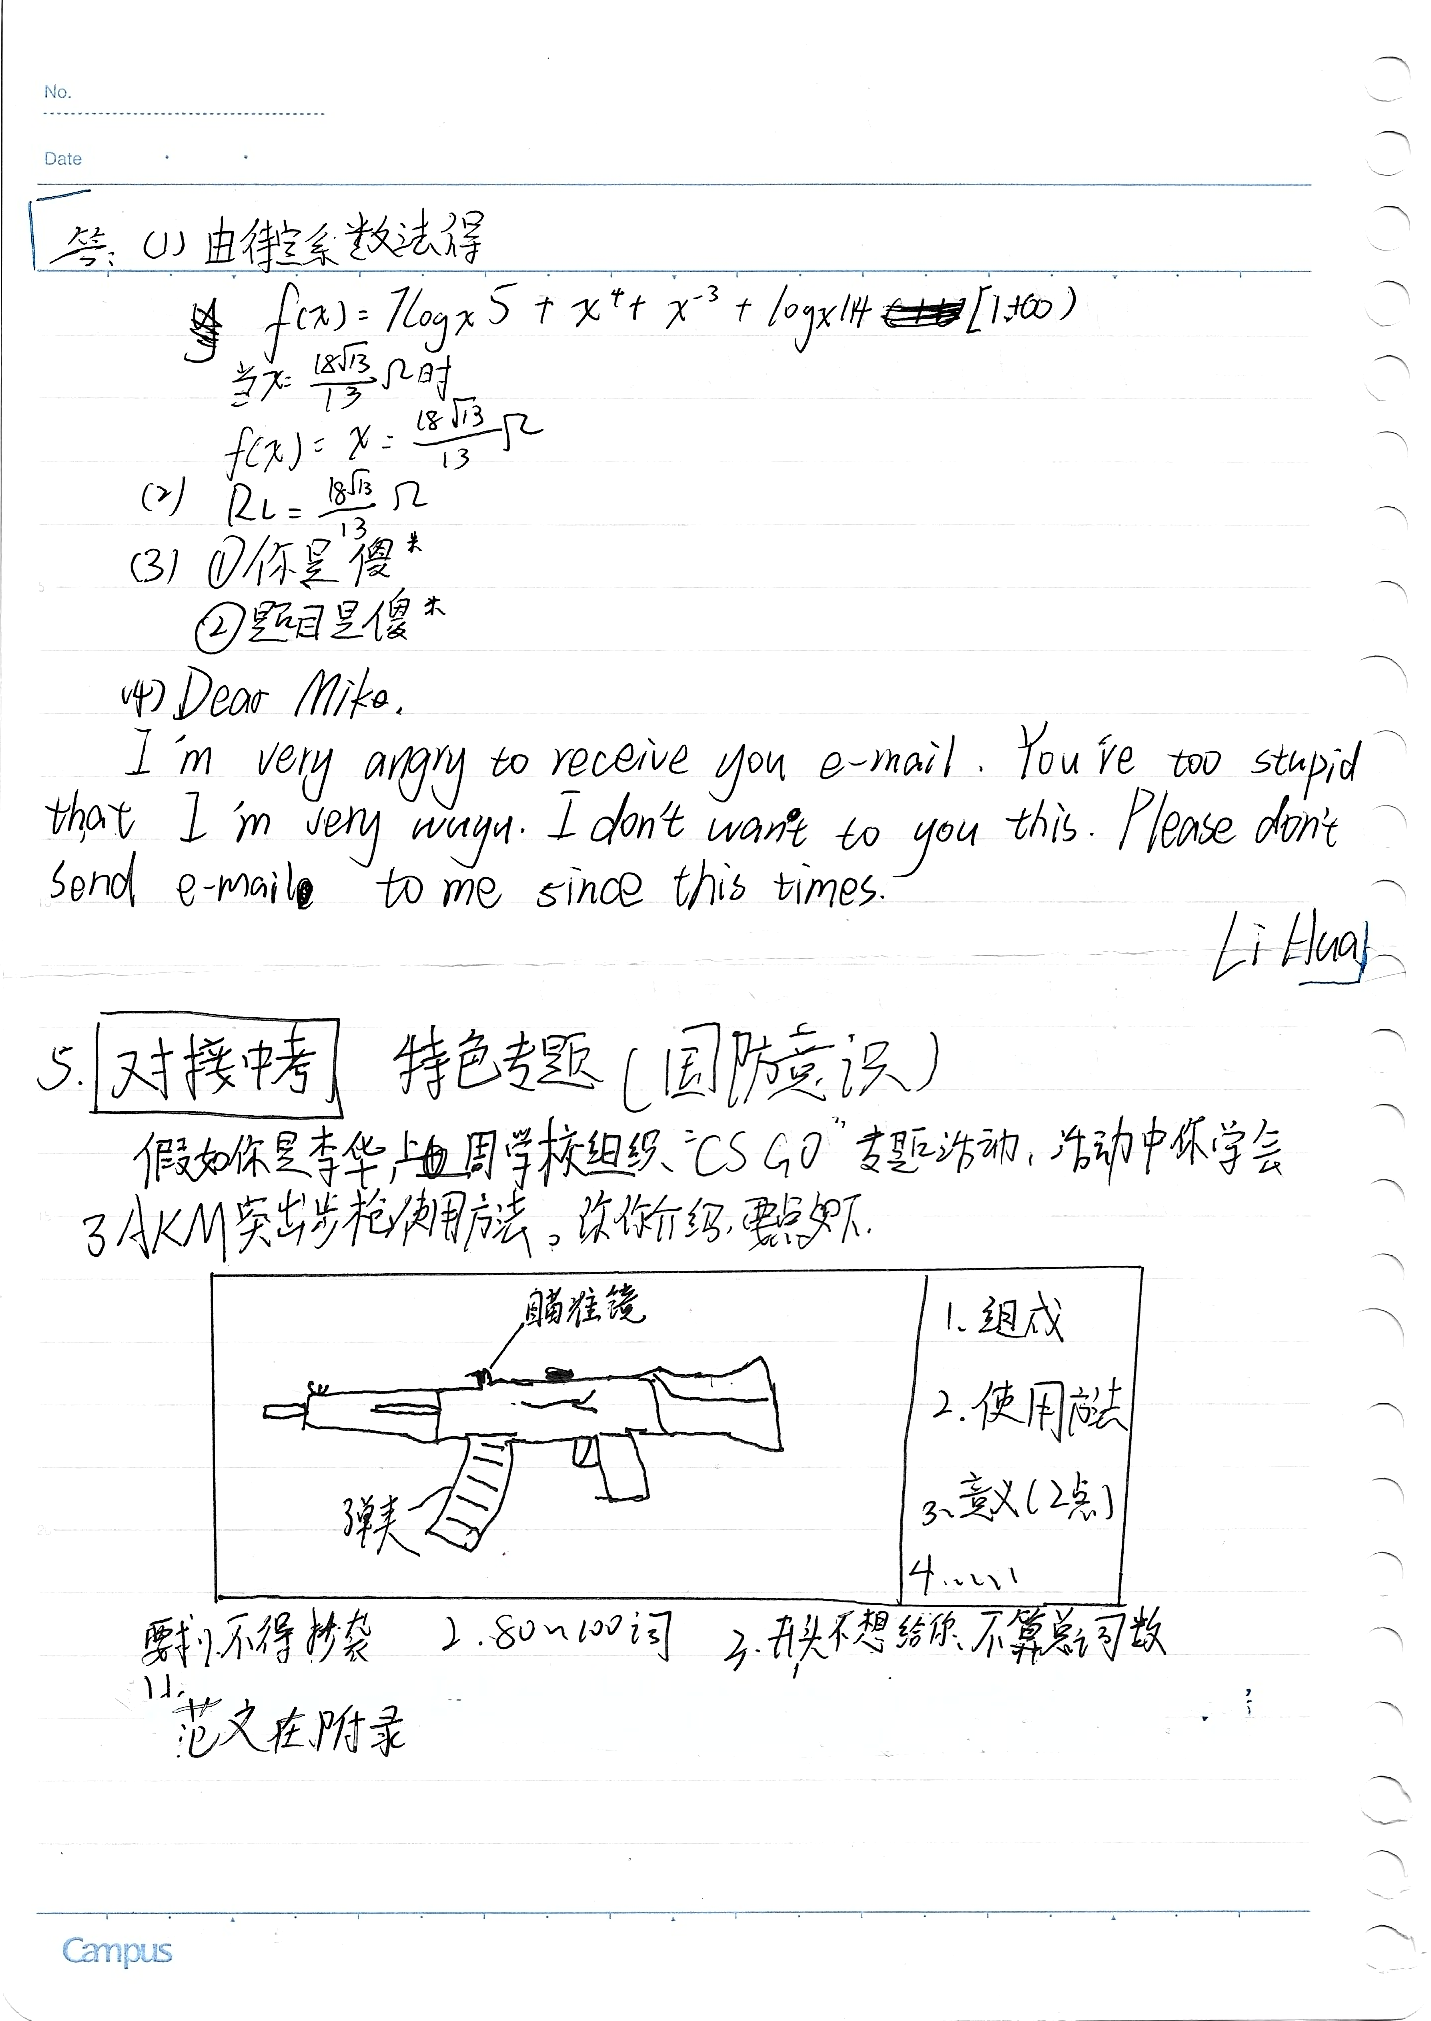 No.
Date
答：(1) 由待定系数法得
f(x)=7logx5+x⁴+x⁻³+logx14 [1,+∞)
当x=18√13/13Ω时
f(x)=x=18√13/13Ω
(2) RL=18√13/13Ω
(3) ①你是傻*
②题目是傻*
(4) Dear Mike.
I'm very angry to receive you e-mail. You're too stupid
that I'm very wuyu. I don't want to you this. Please don't
send e-mail to me since this times.
Li Hua
5. 对接中考 特色专题(国防意识)
假如你是李华,上周学校组织"CSGO"专题活动,活动中你学会
了AKM突出步枪使用方法。你介绍,要点如下.
瞄准镜
弹夹
1.组成
2.使用方法
3.意义(2点)
4......
要求1.不得抄袭 2.80~100词 3.开头不想给你、不算总词数
范文在附录
Campus